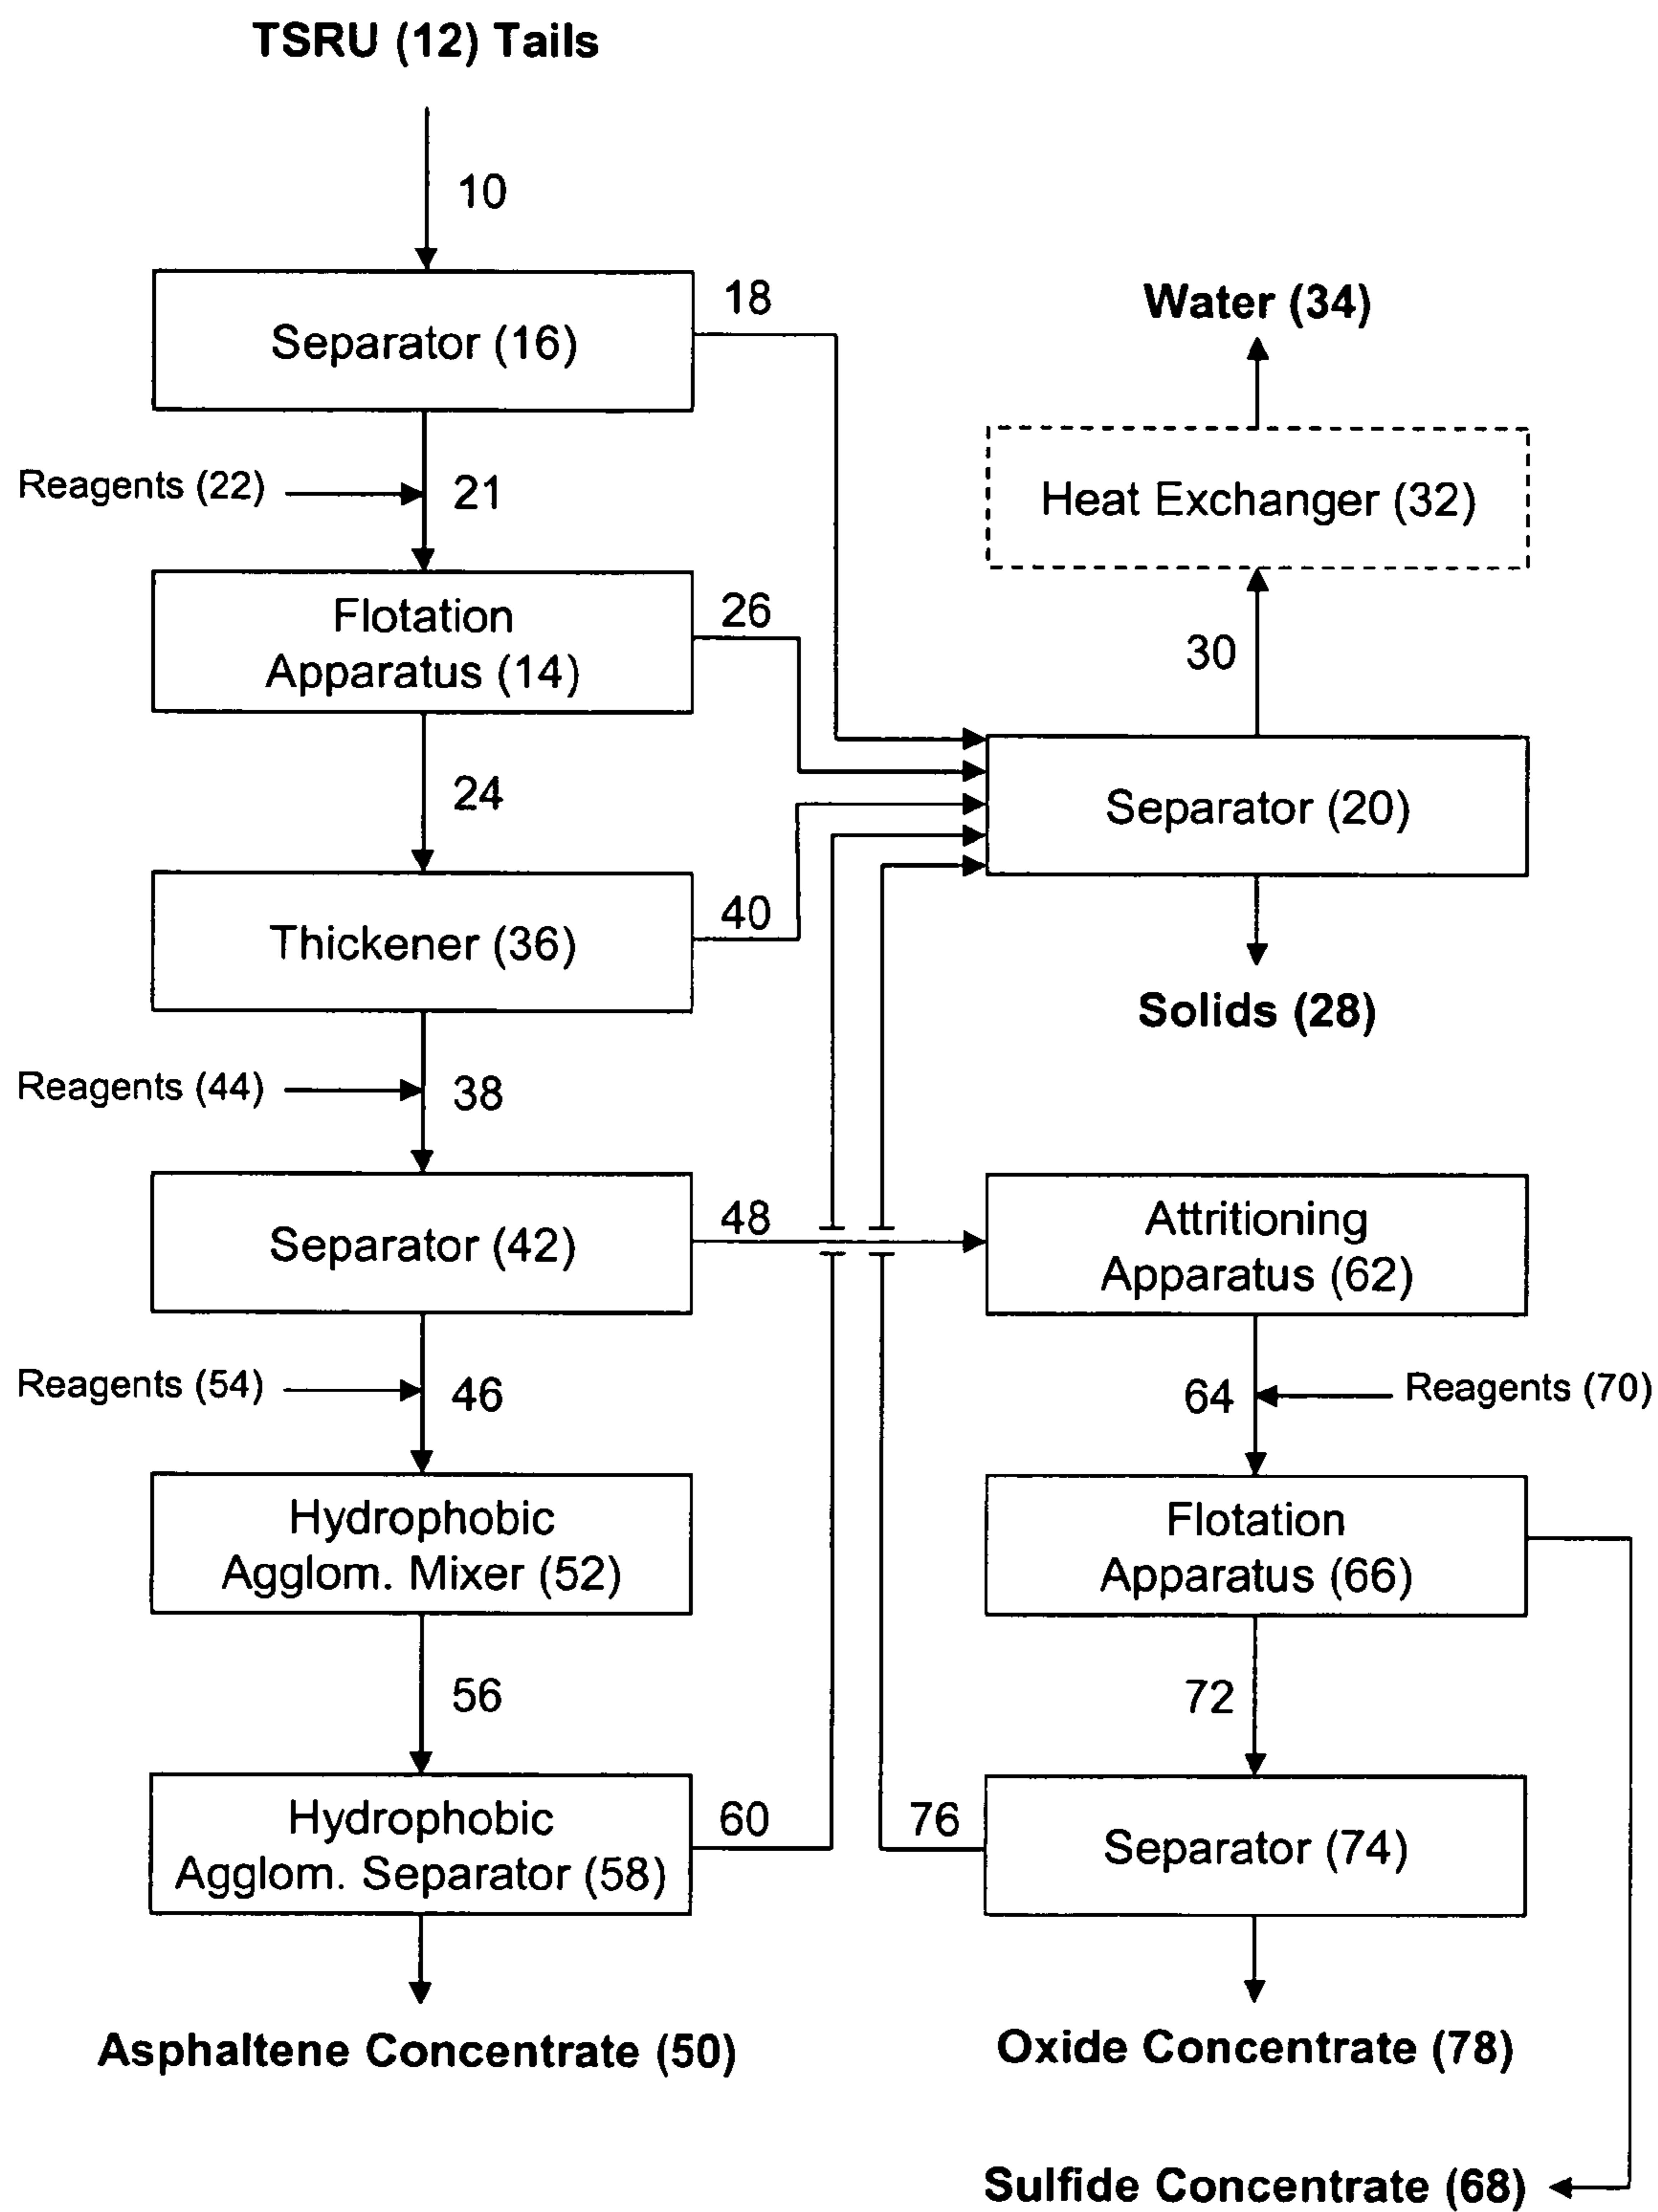 TSRU (12) Tails
10
Separator (16)
18
Water (34)
Reagents (22)
21
Heat Exchanger (32)
Flotation
Apparatus (14)
26
30
24
Separator (20)
Thickener (36)
40
Solids (28)
Reagents (44)
38
Separator (42)
48
Attritioning
Apparatus (62)
Reagents (54)
46
64
Reagents (70)
Hydrophobic
Agglom. Mixer (52)
Flotation
Apparatus (66)
56
72
Hydrophobic
Agglom. Separator (58)
60
76
Separator (74)
Asphaltene Concentrate (50)
Oxide Concentrate (78)
Sulfide Concentrate (68)